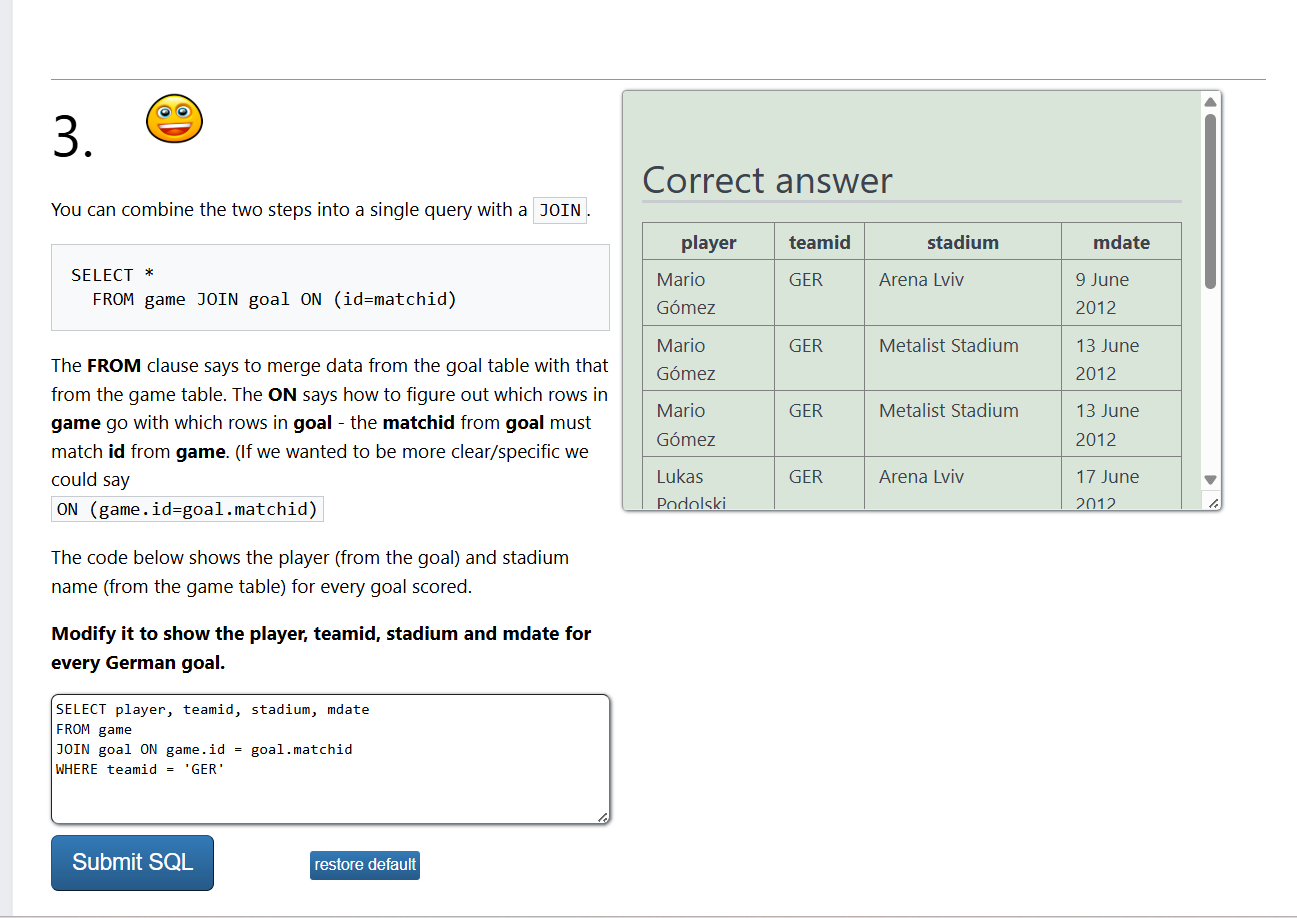 3.
You can combine the two steps into a single query with a JOIN.
SELECT *
FROM game JOIN goal ON (id=matchid)
The FROM clause says to merge data from the goal table with that
from the game table. The ON says how to figure out which rows in
game go with which rows in goal - the matchid from goal must
match id from game. (If we wanted to be more clear/specific we
could say
ON (game.id=goal.matchid)
The code below shows the player (from the goal) and stadium
name (from the game table) for every goal scored.
Modify it to show the player, teamid, stadium and mdate for
every German goal.
SELECT player, teamid, stadium, mdate
FROM game
JOIN goal ON game.id = goal.matchid
WHERE teamid = 'GER'
Submit SQL
restore default
Correct answer
player teamid stadium mdate
Mario GER Arena Lviv 9 June
Gómez 2012
Mario GER Metalist Stadium 13 June
Gómez 2012
Mario GER Metalist Stadium 13 June
Gómez 2012
Lukas GER Arena Lviv 17 June
Podolski 2012